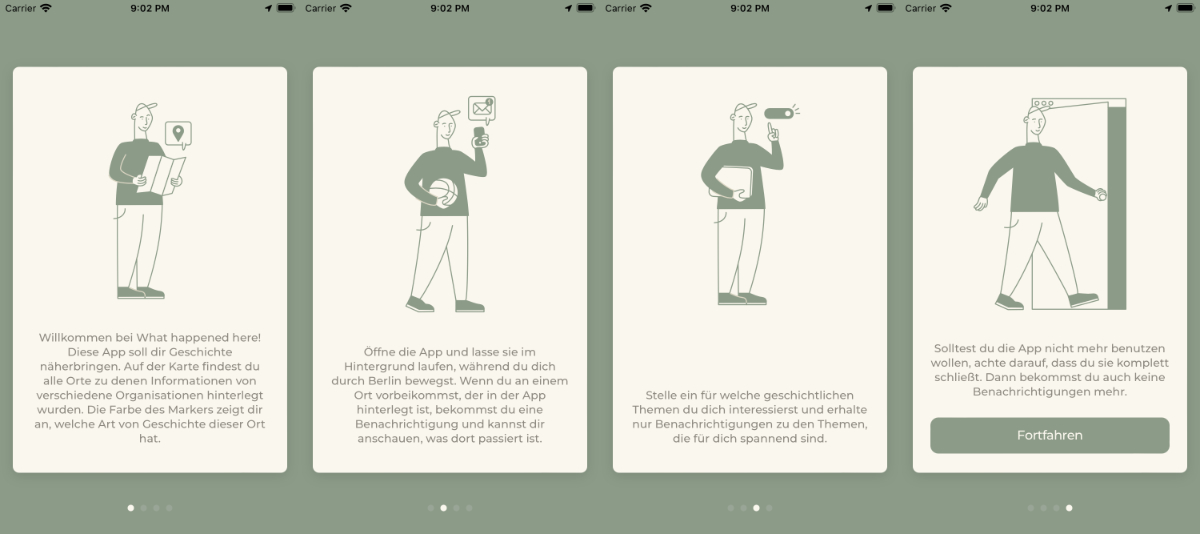 Carrier 9:02 PM
Willkommen bei What happened here!
Diese App soll dir Geschichte
näherbringen. Auf der Karte findest du
alle Orte zu denen Informationen von
verschiedene Organisationen hinterlegt
wurden. Die Farbe des Markers zeigt dir
an, welche Art von Geschichte dieser Ort
hat.
Carrier 9:02 PM
Öffne die App und lasse sie im
Hintergrund laufen, während du dich
durch Berlin bewegst. Wenn du an einem
Ort vorbeikommst, der in der App
hinterlegt ist, bekommst du eine
Benachrichtigung und kannst dir
anschauen, was dort passiert ist.
Carrier 9:02 PM
Stelle ein für welche geschichtlichen
Themen du dich interessierst und erhalte
nur Benachrichtigungen zu den Themen,
die für dich spannend sind.
Carrier 9:02 PM
Solltest du die App nicht mehr benutzen
wollen, achte darauf, dass du sie komplett
schließt. Dann bekommst du auch keine
Benachrichtigungen mehr.
Fortfahren